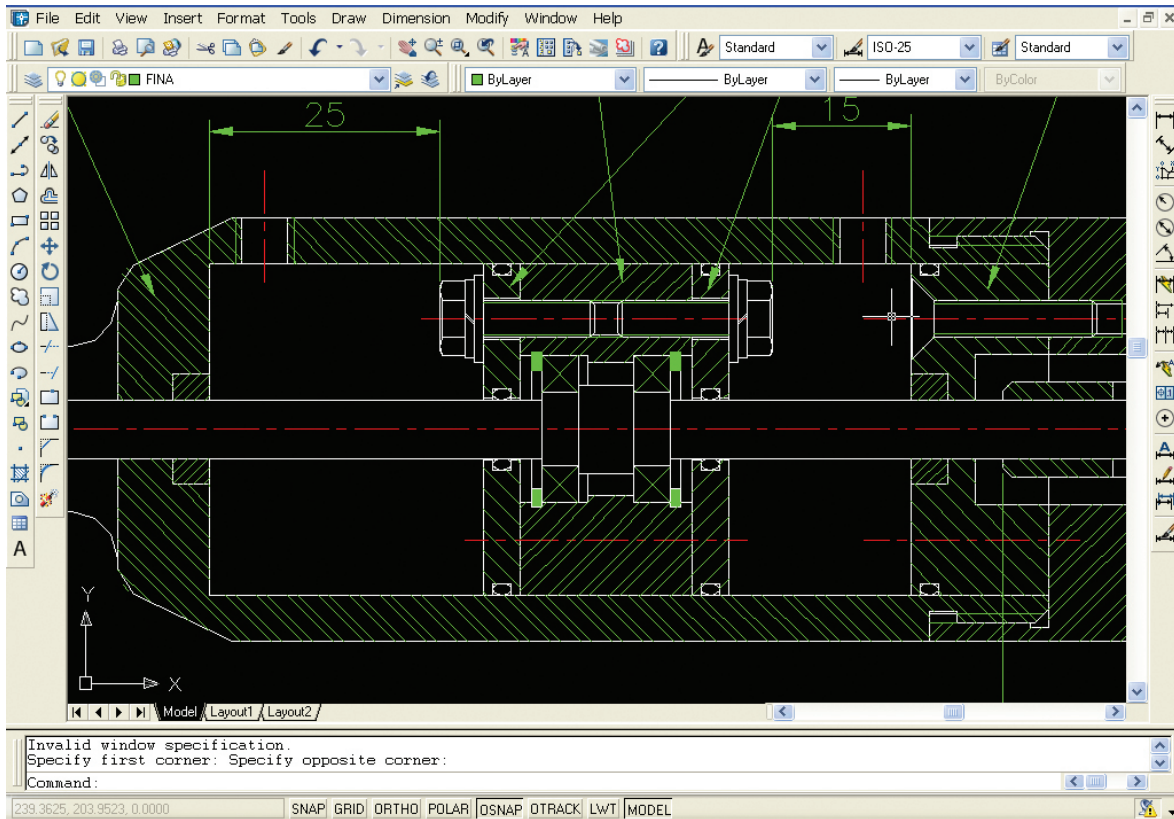 File Edit View Insert Format Tools Draw Dimension Modify Window Help
Standard ISO-25 Standard
FINA ByLayer ByLayer ByLayer ByColor
25 15
Y
X
Model Layout1 Layout2
Invalid window specification.
Specify first corner: Specify opposite corner:
Command:
239.3625, 203.9523, 0.0000 SNAP GRID ORTHO POLAR OSNAP OTRACK LWT MODEL